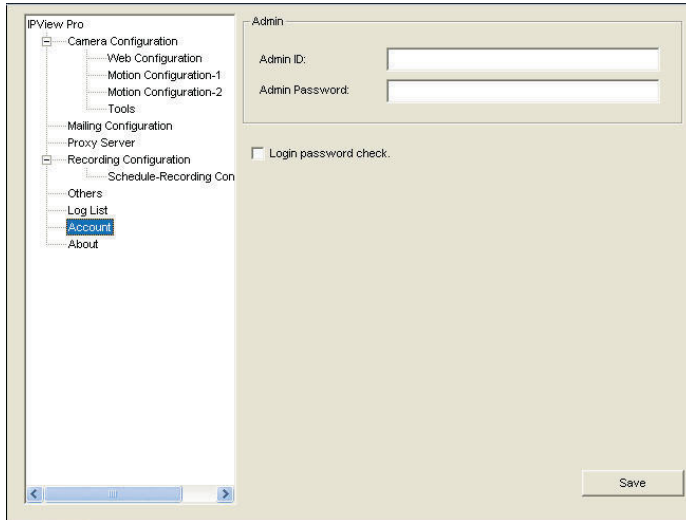 IPView Pro
Camera Configuration
Web Configuration
Motion Configuration-1
Motion Configuration-2
Tools
Mailing Configuration
Proxy Server
Recording Configuration
Schedule-Recording Con
Others
Log List
Account
About
Admin
Admin ID:
Admin Password:
Login password check.
Save